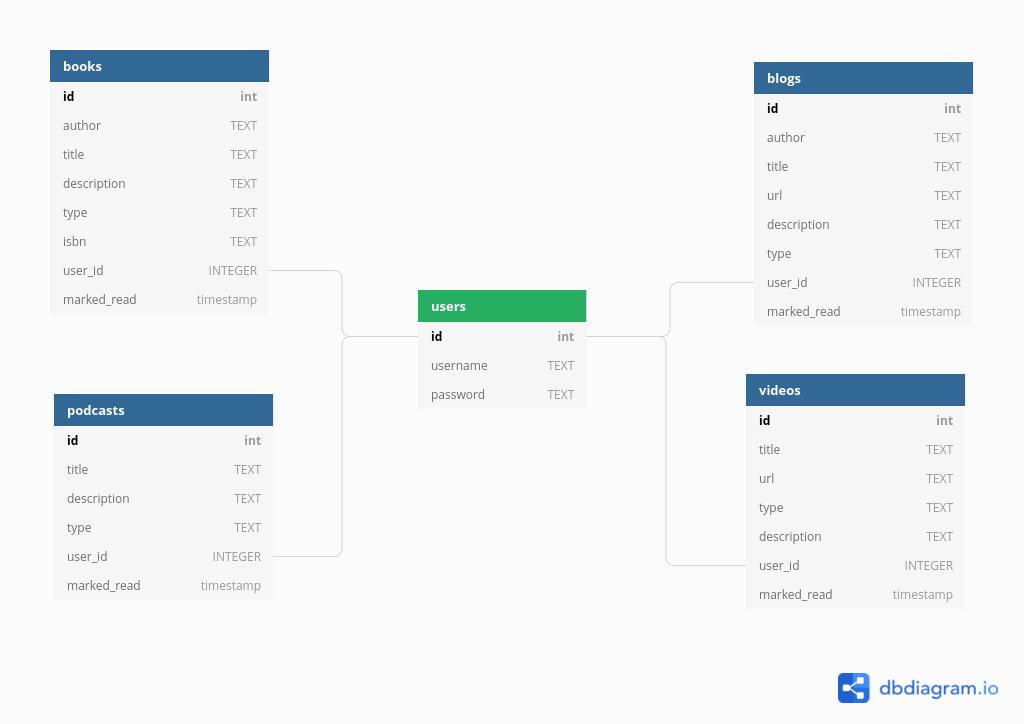 books
id int
author TEXT
title TEXT
description TEXT
type TEXT
isbn TEXT
user_id INTEGER
marked_read timestamp
blogs
id int
author TEXT
title TEXT
url TEXT
description TEXT
type TEXT
user_id INTEGER
marked_read timestamp
users
id int
username TEXT
password TEXT
podcasts
id int
title TEXT
description TEXT
type TEXT
user_id INTEGER
marked_read timestamp
videos
id int
title TEXT
url TEXT
type TEXT
description TEXT
user_id INTEGER
marked_read timestamp
dbdiagram.io